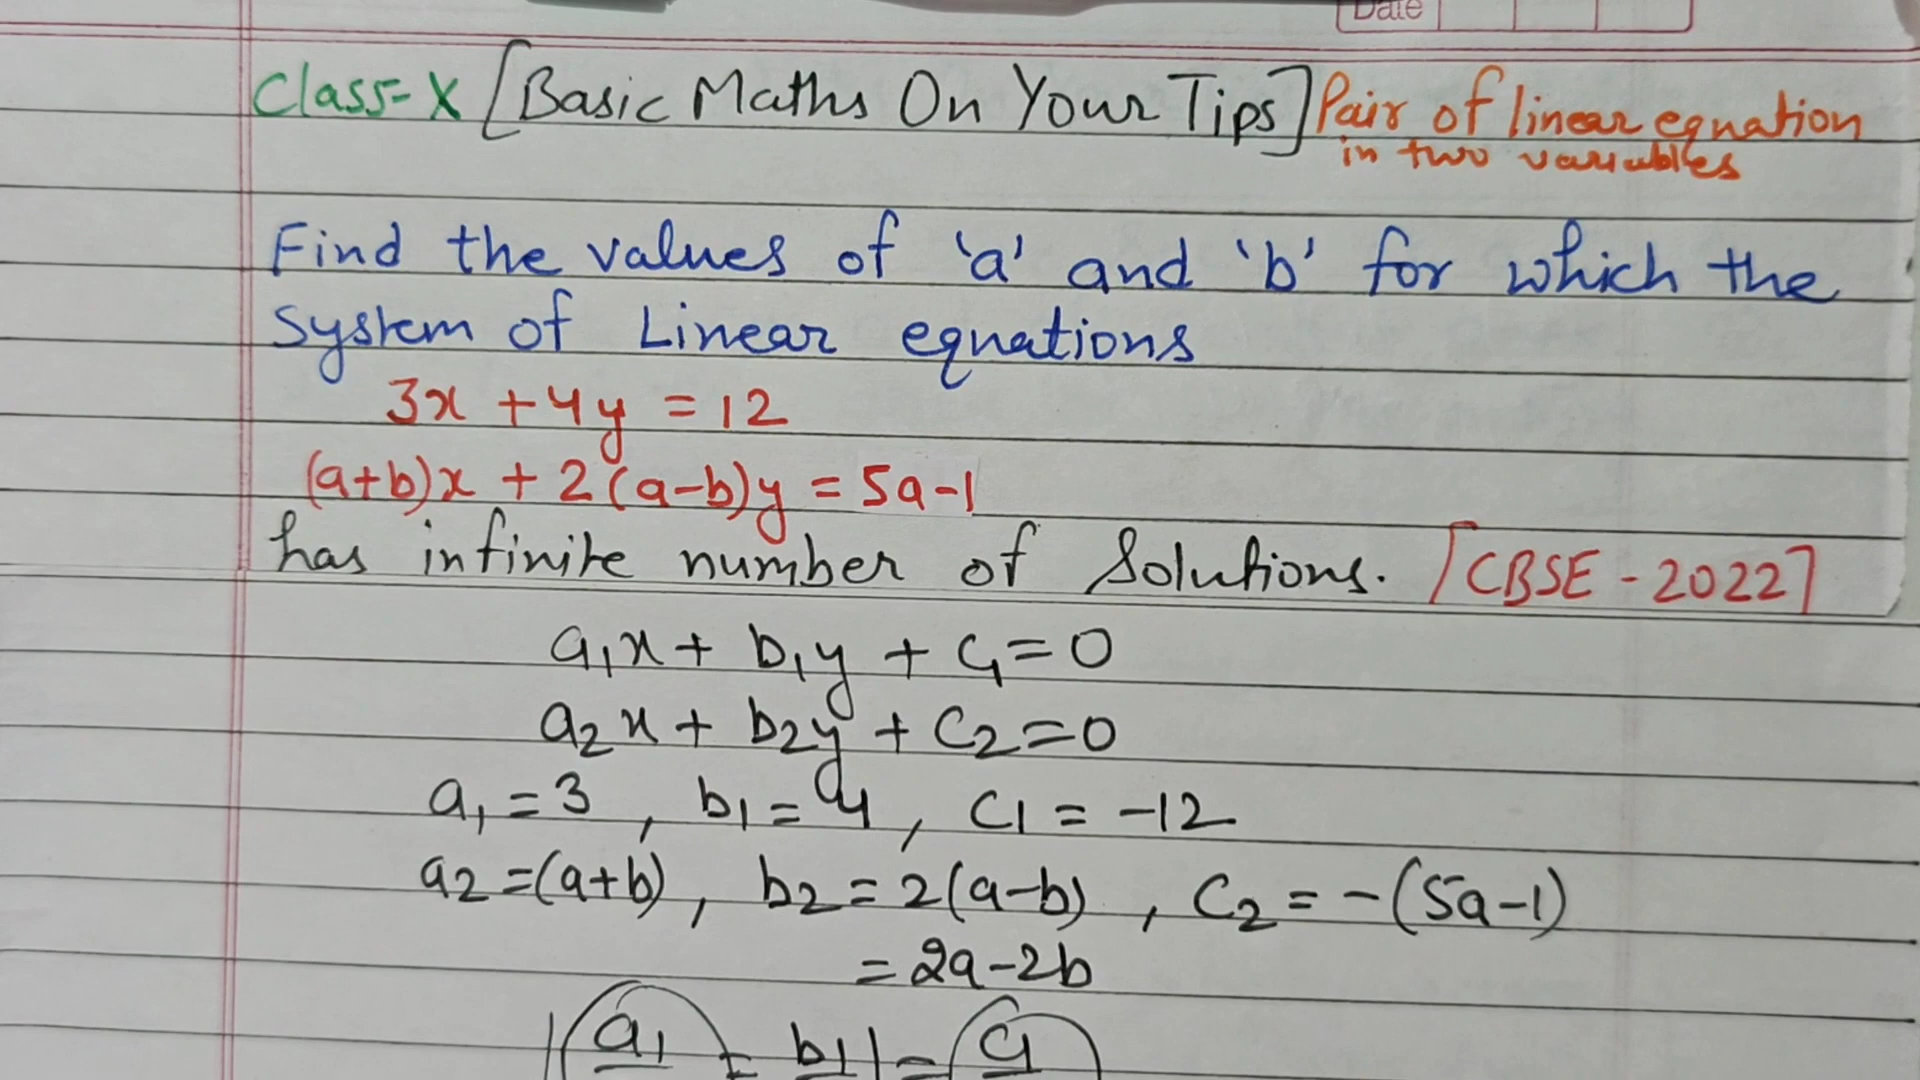 Date
Class-X [Basic Maths On Your Tips] Pair of linear equation
in two variables
Find the values of 'a' and 'b' for which the
System of Linear equations
3x + 4y = 12
(a+b)x + 2(a-b)y = 5a-1
has infinite number of Solutions. [CBSE - 2022]
a₁x + b₁y + c₁ = 0
a₂x + b₂y + c₂ = 0
a₁ = 3 , b₁ = 4 , c₁ = -12
a₂ = (a+b) , b₂ = 2(a-b) , c₂ = -(5a-1)
= 2a-2b
a₁ = b₁ = c₁